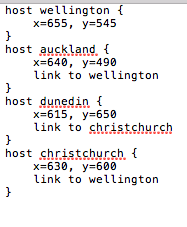 host wellington {
    x=655, y=545
}
host auckland {
    x=640, y=490
    link to wellington
}
host dunedin {
    x=615, y=650
    link to christchurch
}
host christchurch {
    x=630, y=600
    link to wellington
}